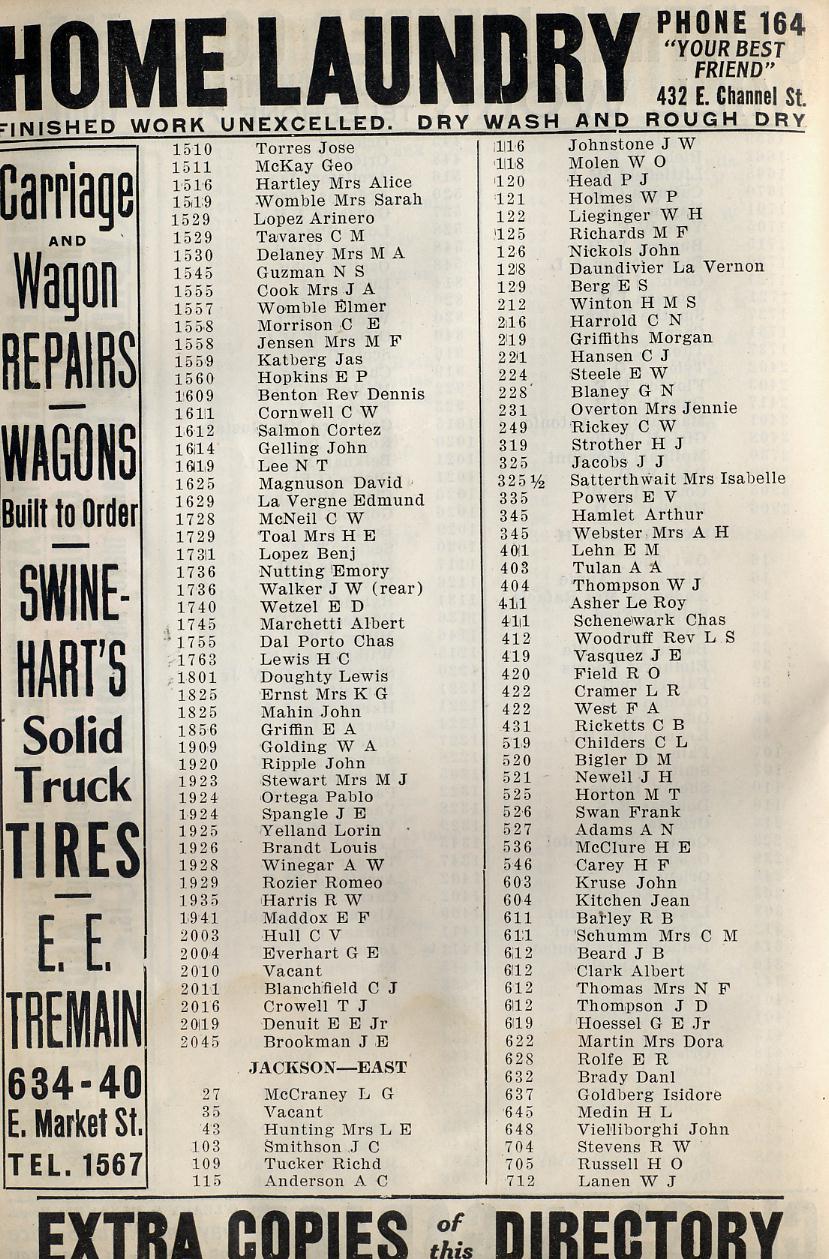 HOME LAUNDRY
PHONE 164
"YOUR BEST
FRIEND"
432 E. Channel St.
FINISHED WORK UNEXCELLED. DRY WASH AND ROUGH DRY
Carriage
AND
Wagon
REPAIRS
—
WAGONS
Built to Order
—
SWINE-
HART'S
Solid
Truck
TIRES
—
E. E.
TREMAIN
634-40
E. Market St.
TEL. 1567
1510 Torres Jose
1511 McKay Geo
1516 Hartley Mrs Alice
1519 Womble Mrs Sarah
1529 Lopez Arinero
1529 Tavares C M
1530 Delaney Mrs M A
1545 Guzman N S
1555 Cook Mrs J A
1557 Womble Elmer
1558 Morrison C E
1558 Jensen Mrs M F
1559 Katberg Jas
1560 Hopkins E P
1609 Benton Rev Dennis
1611 Cornwell C W
1612 Salmon Cortez
1614 Gelling John
1619 Lee N T
1625 Magnuson David
1629 La Vergne Edmund
1728 McNeil C W
1729 Toal Mrs H E
1731 Lopez Benj
1736 Nutting Emory
1736 Walker J W (rear)
1740 Wetzel E D
1745 Marchetti Albert
1755 Dal Porto Chas
1763 Lewis H C
1801 Doughty Lewis
1825 Ernst Mrs K G
1825 Mahin John
1856 Griffin E A
1909 Golding W A
1920 Ripple John
1923 Stewart Mrs M J
1924 Ortega Pablo
1924 Spangle J E
1925 Yelland Lorin
1926 Brandt Louis
1928 Winegar A W
1929 Rozier Romeo
1935 Harris R W
1941 Maddox E F
2003 Hull C V
2004 Everhart G E
2010 Vacant
2011 Blanchfield C J
2016 Crowell T J
2019 Denuit E E Jr
2045 Brookman J E
JACKSON—EAST
27 McCraney L G
35 Vacant
43 Hunting Mrs L E
103 Smithson J C
109 Tucker Richd
115 Anderson A C
116 Johnstone J W
118 Molen W O
120 Head P J
121 Holmes W P
122 Lieginger W H
125 Richards M F
126 Nickols John
128 Daundivier La Vernon
129 Berg E S
212 Winton H M S
216 Harrold C N
219 Griffiths Morgan
221 Hansen C J
224 Steele E W
228 Blaney G N
231 Overton Mrs Jennie
249 Rickey C W
319 Strother H J
325 Jacobs J J
325 ½ Satterthwait Mrs Isabelle
335 Powers E V
345 Hamlet Arthur
345 Webster Mrs A H
401 Lehn E M
403 Tulan A A
404 Thompson W J
411 Asher Le Roy
411 Schenewark Chas
412 Woodruff Rev L S
419 Vasquez J E
420 Field R O
422 Cramer L R
422 West F A
431 Ricketts C B
519 Childers C L
520 Bigler D M
521 Newell J H
525 Horton M T
526 Swan Frank
527 Adams A N
536 McClure H E
546 Carey H F
603 Kruse John
604 Kitchen Jean
611 Barley R B
611 Schumm Mrs C M
612 Beard J B
612 Clark Albert
612 Thomas Mrs N F
612 Thompson J D
619 Hoessel G E Jr
622 Martin Mrs Dora
628 Rolfe E R
632 Brady Danl
637 Goldberg Isidore
645 Medin H L
648 Vielliborghi John
704 Stevens R W
705 Russell H O
712 Lanen W J
EXTRA COPIES of this DIRECTORY